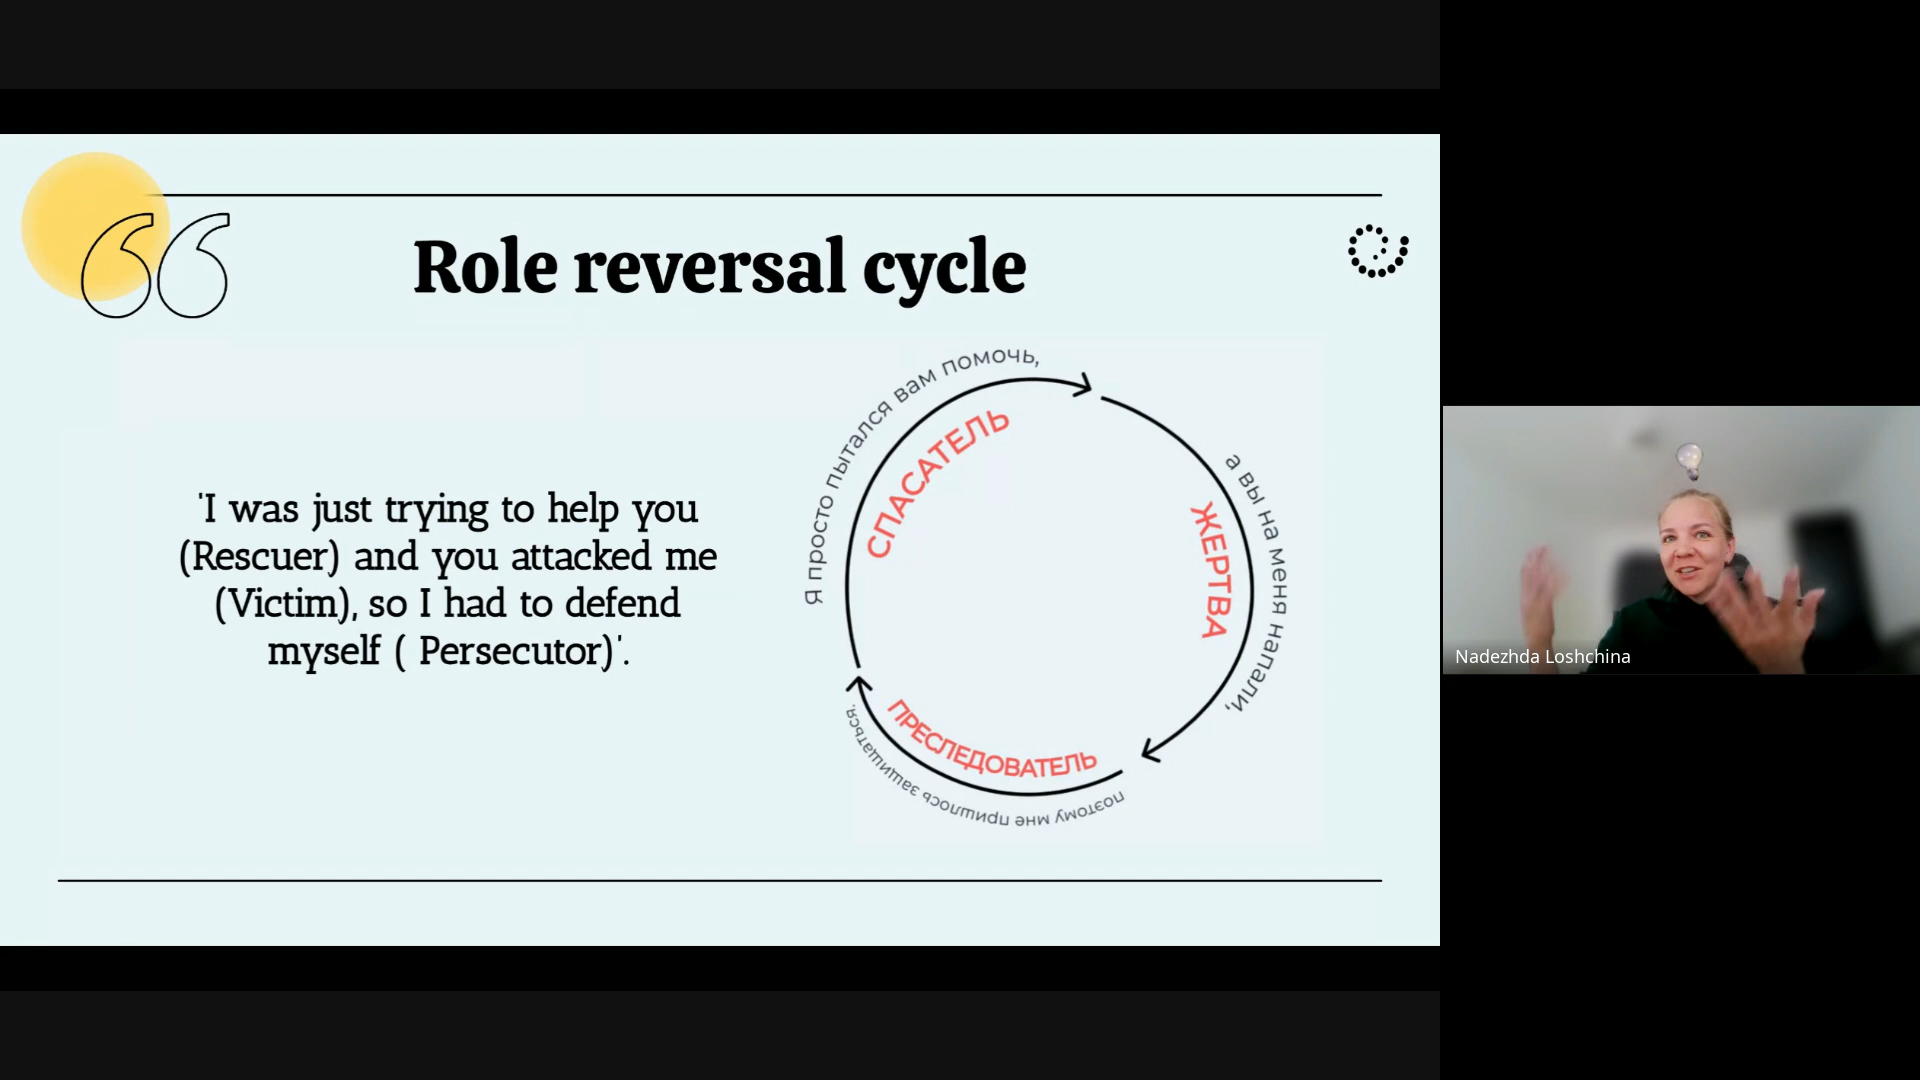 Role reversal cycle
'I was just trying to help you
(Rescuer) and you attacked me
(Victim), so I had to defend
myself ( Persecutor)'.
Я просто пытался вам помочь,
СПАСАТЕЛЬ
а вы на меня напали,
ЖЕРТВА
поэтому мне пришлось защищаться.
ПРЕСЛЕДОВАТЕЛЬ
Nadezhda Loshchina